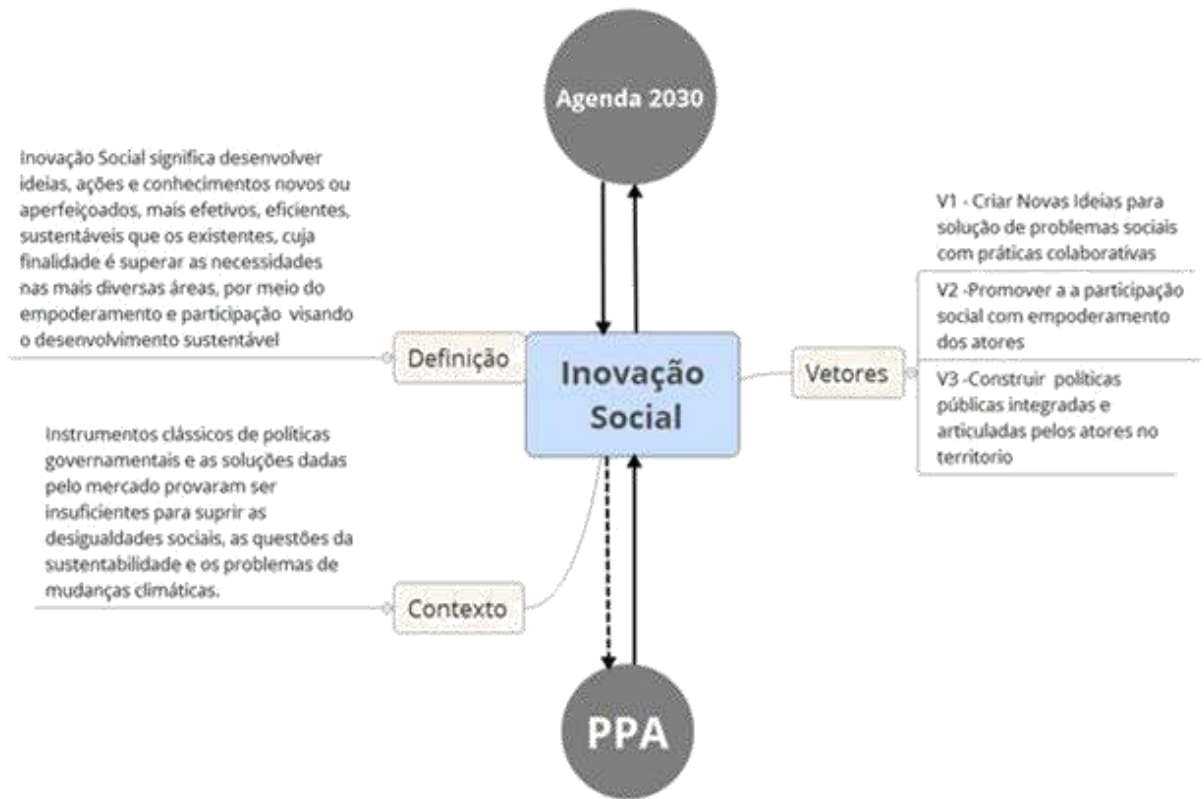 Agenda 2030
Inovação Social significa desenvolver
ideias, ações e conhecimentos novos ou
aperfeiçoados, mais efetivos, eficientes,
sustentáveis que os existentes, cuja
finalidade é superar as necessidades
nas mais diversas áreas, por meio do
empoderamento e participação visando
o desenvolvimento sustentável
Definição
Inovação
Social
Vetores
V1 - Criar Novas Ideias para
solução de problemas sociais
com práticas colaborativas
V2 -Promover a a participação
social com empoderamento
dos atores
V3 -Construir políticas
públicas integradas e
articuladas pelos atores no
territorio
Instrumentos clássicos de políticas
governamentais e as soluções dadas
pelo mercado provaram ser
insuficientes para suprir as
desigualdades sociais, as questões da
sustentabilidade e os problemas de
mudanças climáticas.
Contexto
PPA